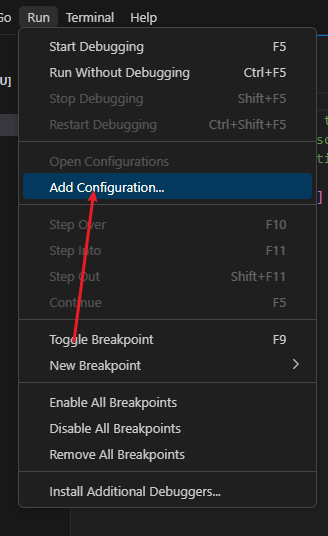 Go Run Terminal Help
U]
Start Debugging F5
Run Without Debugging Ctrl+F5
Stop Debugging Shift+F5
Restart Debugging Ctrl+Shift+F5
Open Configurations
Add Configuration...
Step Over F10
Step Into F11
Step Out Shift+F11
Continue F5
Toggle Breakpoint F9
New Breakpoint
Enable All Breakpoints
Disable All Breakpoints
Remove All Breakpoints
Install Additional Debuggers...